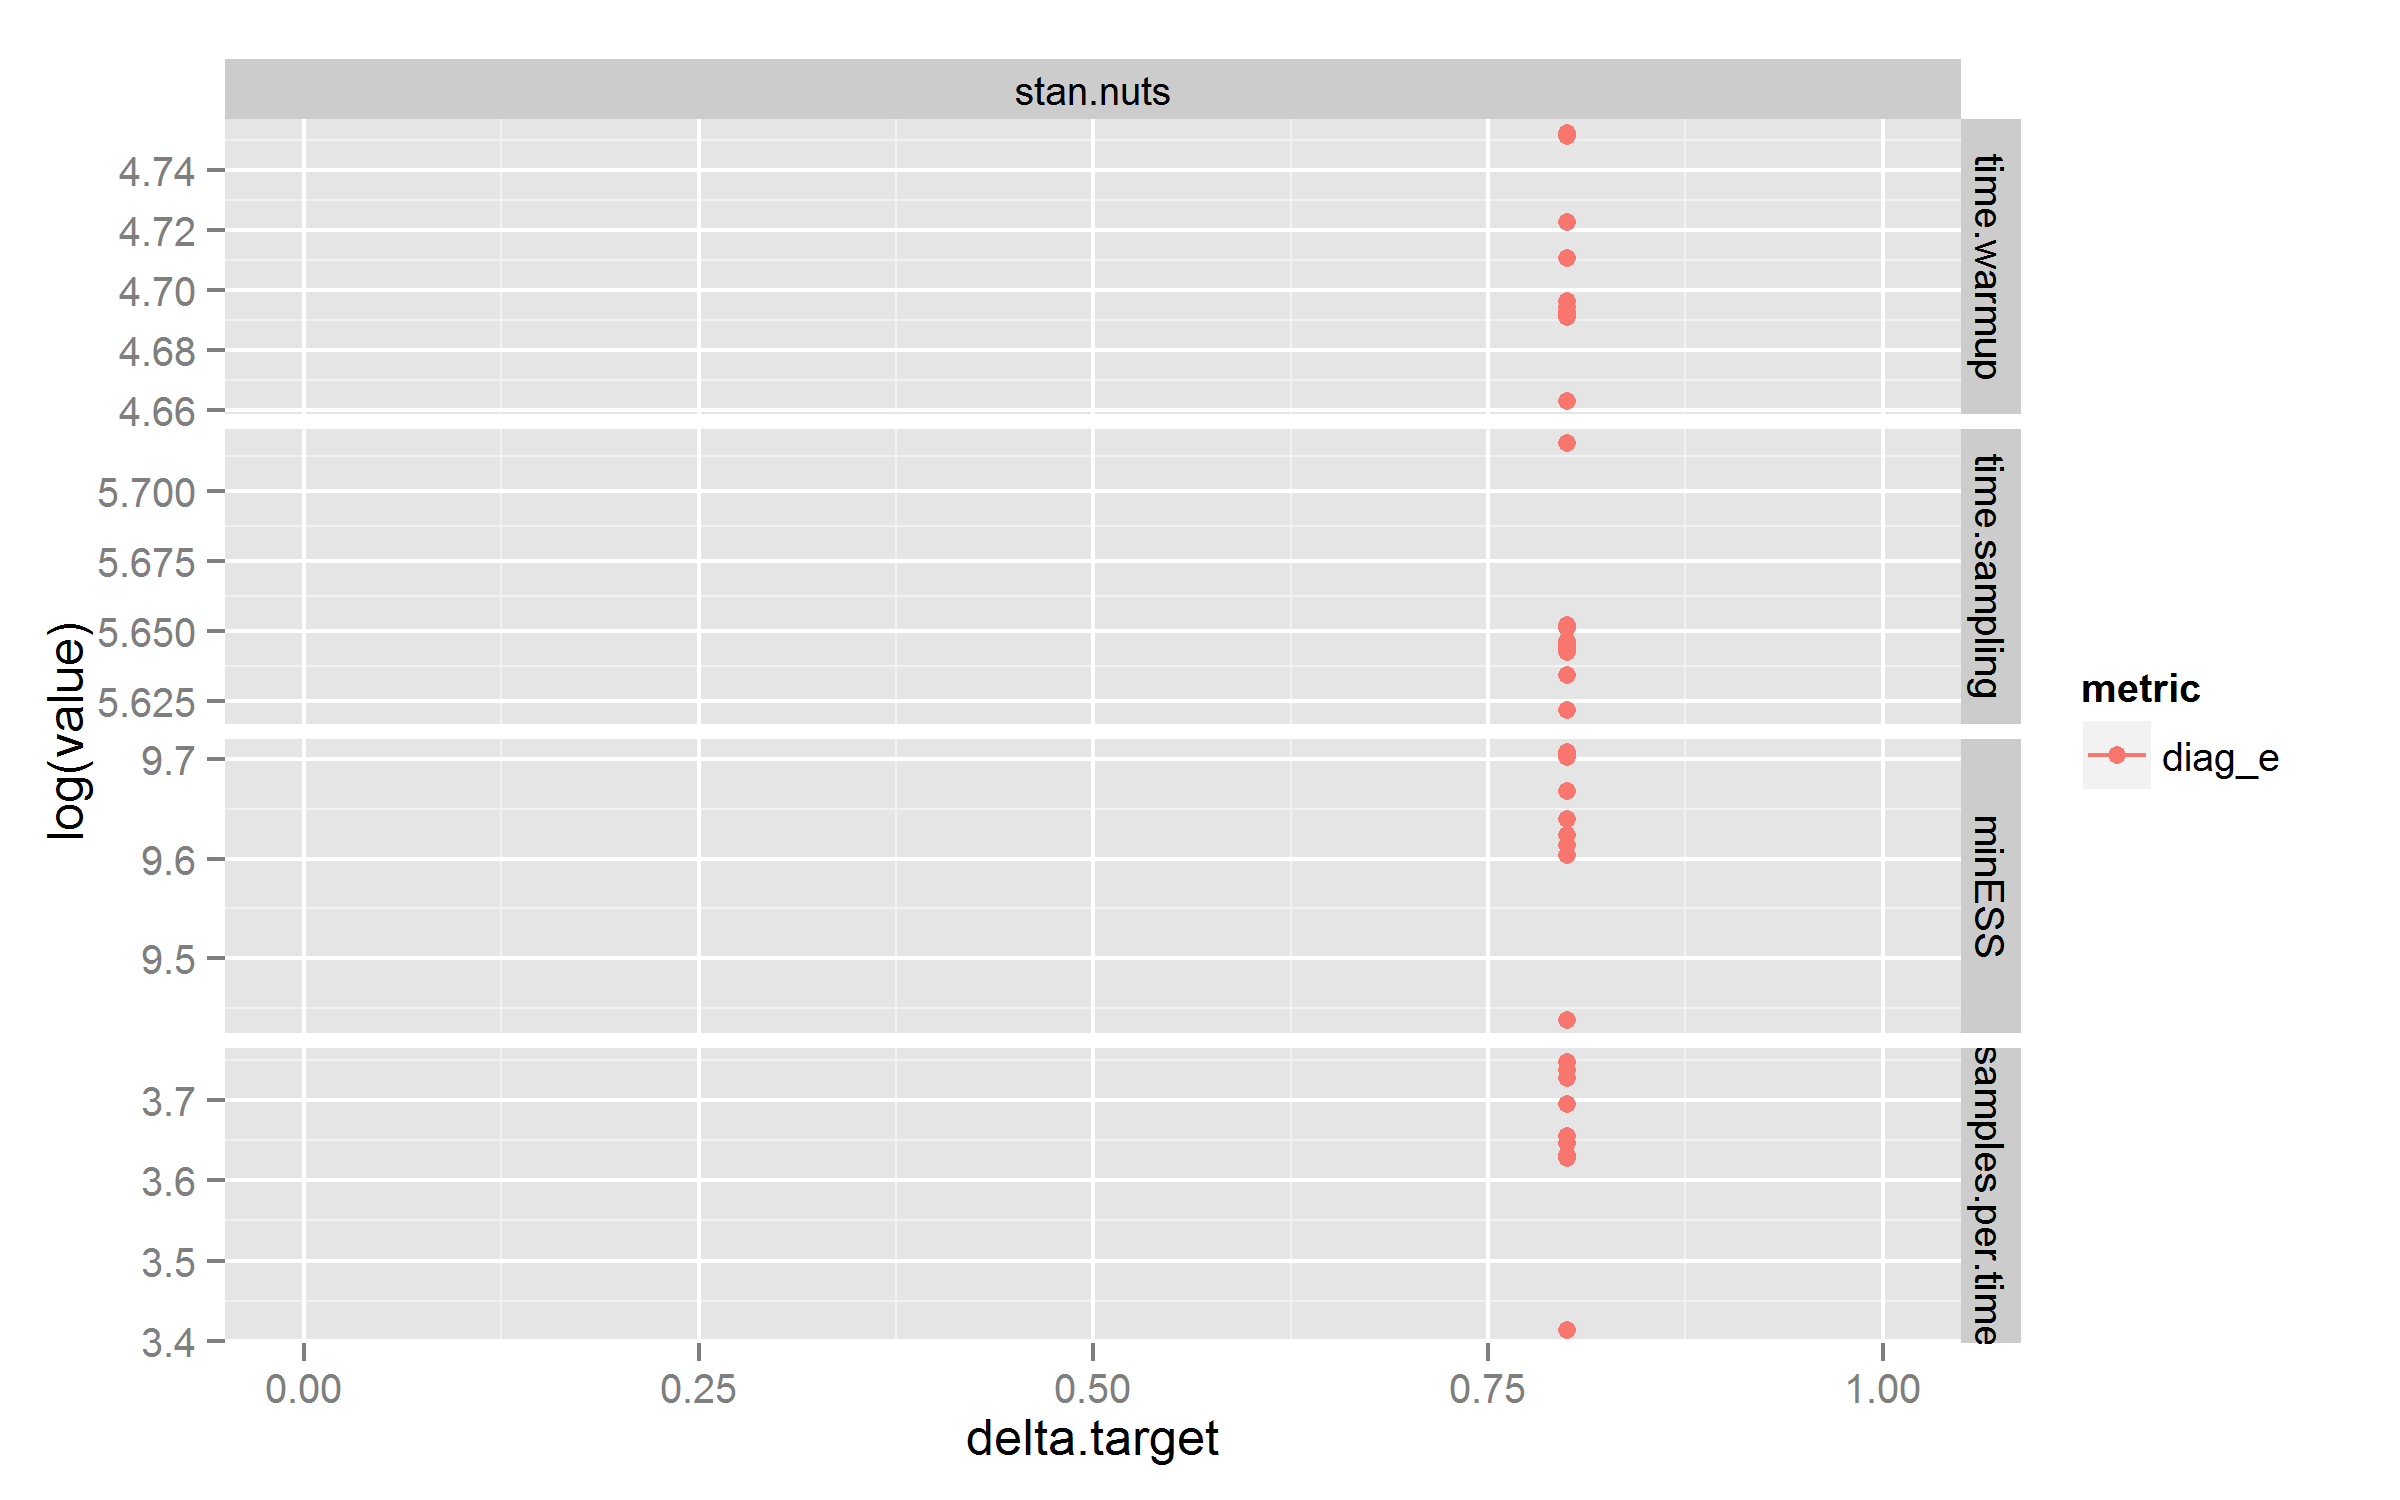 stan.nuts
4.74
4.72
4.70
4.68
4.66
time.warmup
5.700
5.675
5.650
5.625
time.sampling
9.7
9.6
9.5
minESS
3.7
3.6
3.5
3.4
samples.per.time
0.00 0.25 0.50 0.75 1.00
delta.target
log(value)
metric
diag_e